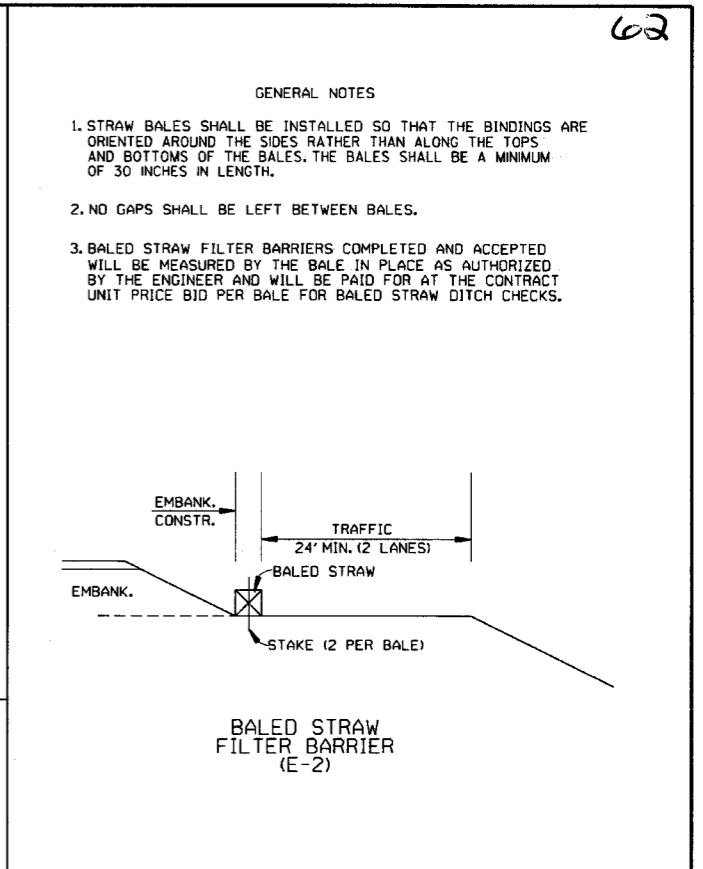 62
GENERAL NOTES
1. STRAW BALES SHALL BE INSTALLED SO THAT THE BINDINGS ARE
ORIENTED AROUND THE SIDES RATHER THAN ALONG THE TOPS
AND BOTTOMS OF THE BALES. THE BALES SHALL BE A MINIMUM
OF 30 INCHES IN LENGTH.
2. NO GAPS SHALL BE LEFT BETWEEN BALES.
3. BALED STRAW FILTER BARRIERS COMPLETED AND ACCEPTED
WILL BE MEASURED BY THE BALE IN PLACE AS AUTHORIZED
BY THE ENGINEER AND WILL BE PAID FOR AT THE CONTRACT
UNIT PRICE BID PER BALE FOR BALED STRAW DITCH CHECKS.
EMBANK.
CONSTR.
TRAFFIC
24' MIN. (2 LANES)
BALED STRAW
EMBANK.
STAKE (2 PER BALE)
BALED STRAW
FILTER BARRIER
(E-2)